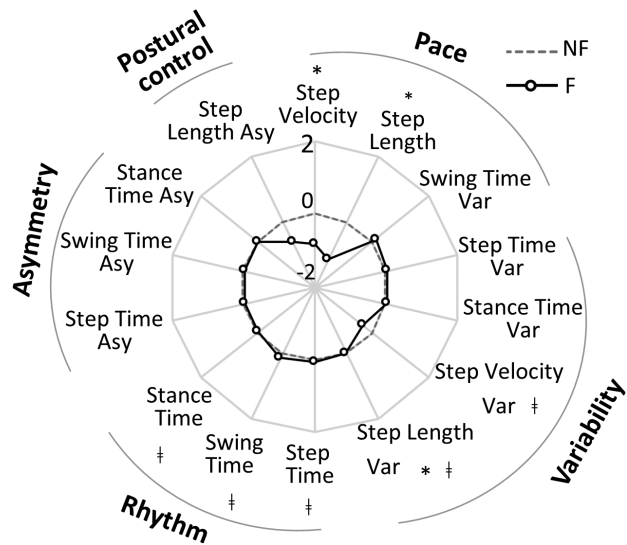 Postural
control
Pace
NF
F
*
Step
Velocity
*
Step
Length
Step
Length Asy
Swing Time
Var
Stance
Time Asy
Step Time
Var
Swing Time
Asy
Stance Time
Var
Step Time
Asy
Step Velocity
Var ‡
Stance
Time
‡
Swing
Time
‡
Step
Time
‡
Step Length
Var * ‡
2
0
-2
Asymmetry
Variability
Rhythm